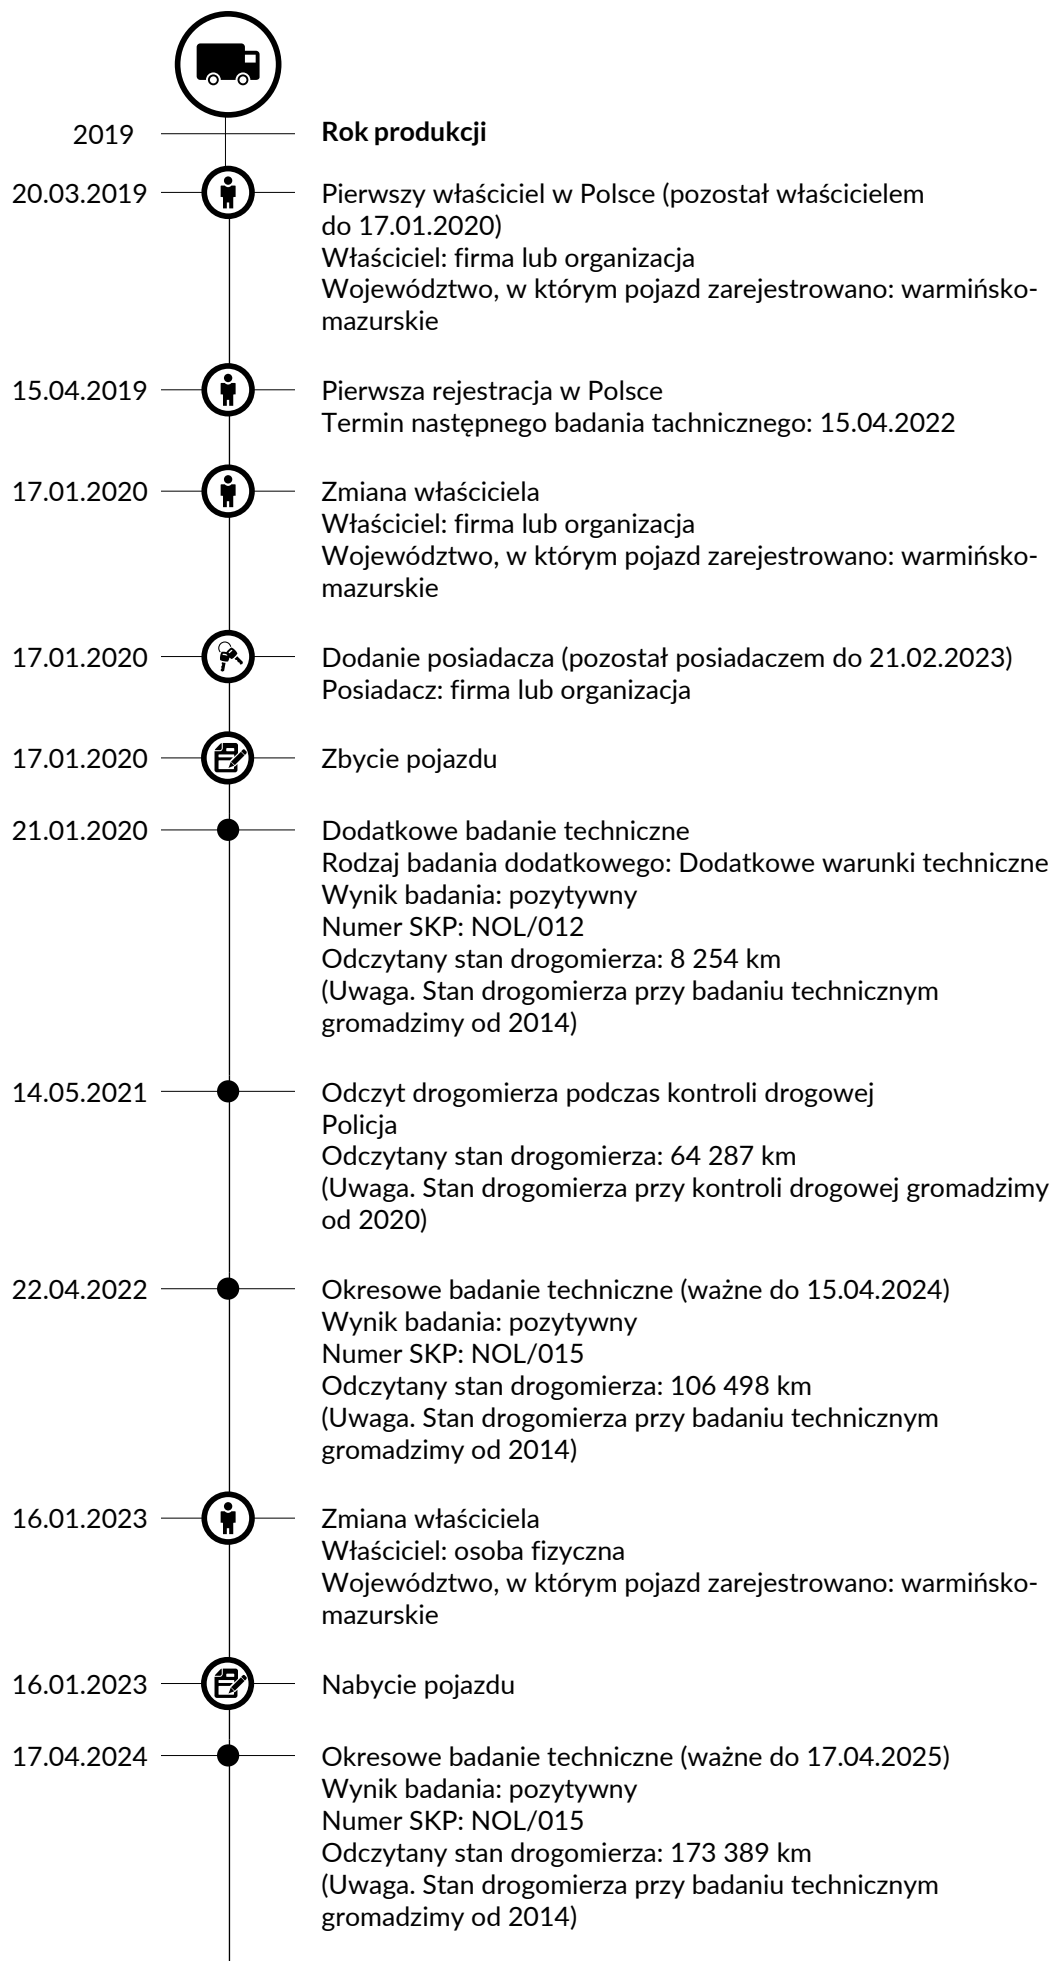 2019 Rok produkcji
20.03.2019 Pierwszy właściciel w Polsce (pozostał właścicielem
do 17.01.2020)
Właściciel: firma lub organizacja
Województwo, w którym pojazd zarejestrowano: warmińsko-
mazurskie
15.04.2019 Pierwsza rejestracja w Polsce
Termin następnego badania tachnicznego: 15.04.2022
17.01.2020 Zmiana właściciela
Właściciel: firma lub organizacja
Województwo, w którym pojazd zarejestrowano: warmińsko-
mazurskie
17.01.2020 Dodanie posiadacza (pozostał posiadaczem do 21.02.2023)
Posiadacz: firma lub organizacja
17.01.2020 Zbycie pojazdu
21.01.2020 Dodatkowe badanie techniczne
Rodzaj badania dodatkowego: Dodatkowe warunki techniczne
Wynik badania: pozytywny
Numer SKP: NOL/012
Odczytany stan drogomierza: 8 254 km
(Uwaga. Stan drogomierza przy badaniu technicznym
gromadzimy od 2014)
14.05.2021 Odczyt drogomierza podczas kontroli drogowej
Policja
Odczytany stan drogomierza: 64 287 km
(Uwaga. Stan drogomierza przy kontroli drogowej gromadzimy
od 2020)
22.04.2022 Okresowe badanie techniczne (ważne do 15.04.2024)
Wynik badania: pozytywny
Numer SKP: NOL/015
Odczytany stan drogomierza: 106 498 km
(Uwaga. Stan drogomierza przy badaniu technicznym
gromadzimy od 2014)
16.01.2023 Zmiana właściciela
Właściciel: osoba fizyczna
Województwo, w którym pojazd zarejestrowano: warmińsko-
mazurskie
16.01.2023 Nabycie pojazdu
17.04.2024 Okresowe badanie techniczne (ważne do 17.04.2025)
Wynik badania: pozytywny
Numer SKP: NOL/015
Odczytany stan drogomierza: 173 389 km
(Uwaga. Stan drogomierza przy badaniu technicznym
gromadzimy od 2014)